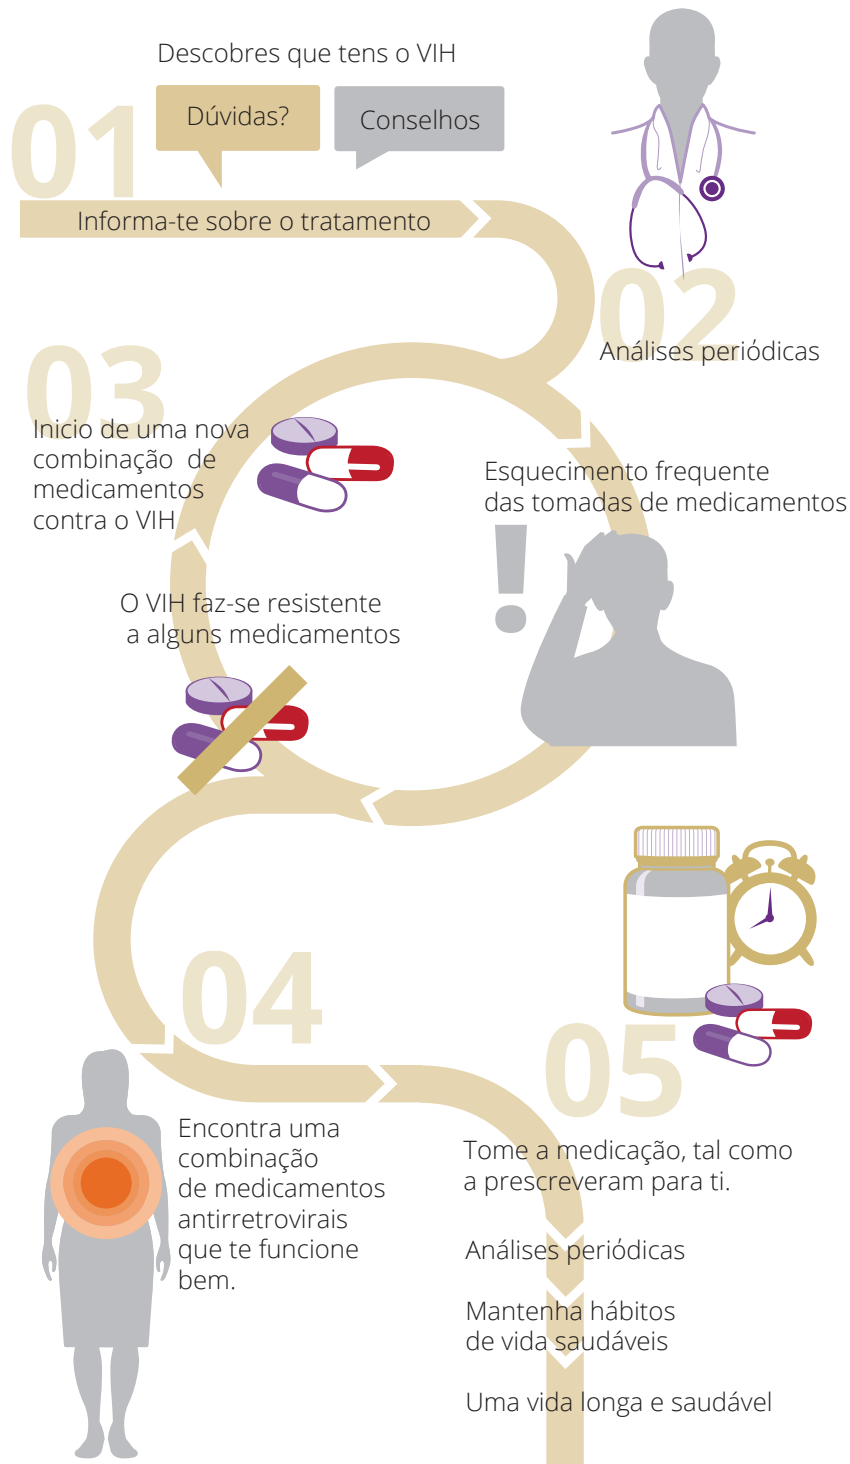 Descobres que tens o VIH
01
Dúvidas?
Conselhos
Informa-te sobre o tratamento
02
Análises periódicas
03
Inicio de uma nova
combinação de
medicamentos
contra o VIH
Esquecimento frequente
das tomadas de medicamentos
!
O VIH faz-se resistente
a alguns medicamentos
04
Encontra uma
combinação
de medicamentos
antirretrovirais
que te funcione
bem.
05
Tome a medicação, tal como
a prescreveram para ti.
Análises periódicas
Mantenha hábitos
de vida saudáveis
Uma vida longa e saudável